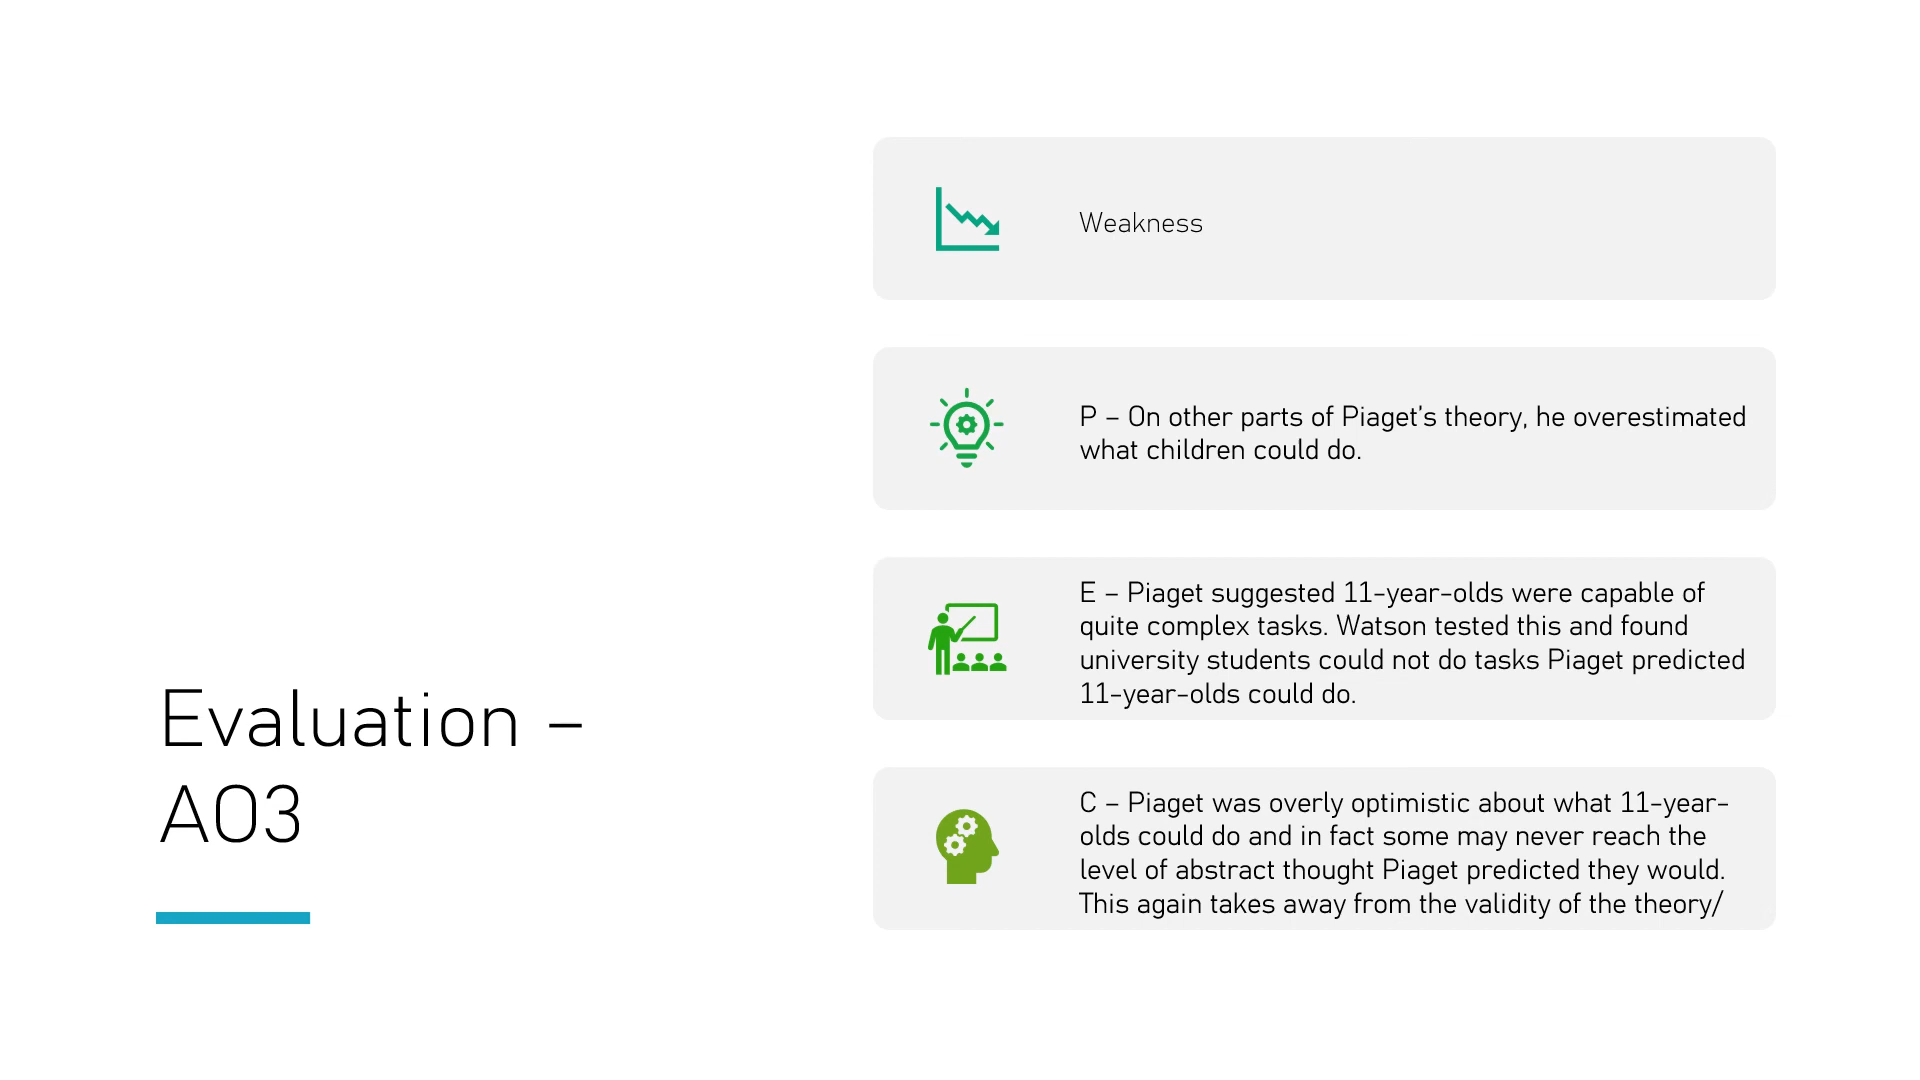 Evaluation –
AO3
Weakness
P – On other parts of Piaget's theory, he overestimated
what children could do.
E – Piaget suggested 11-year-olds were capable of
quite complex tasks. Watson tested this and found
university students could not do tasks Piaget predicted
11-year-olds could do.
C – Piaget was overly optimistic about what 11-year-
olds could do and in fact some may never reach the
level of abstract thought Piaget predicted they would.
This again takes away from the validity of the theory/